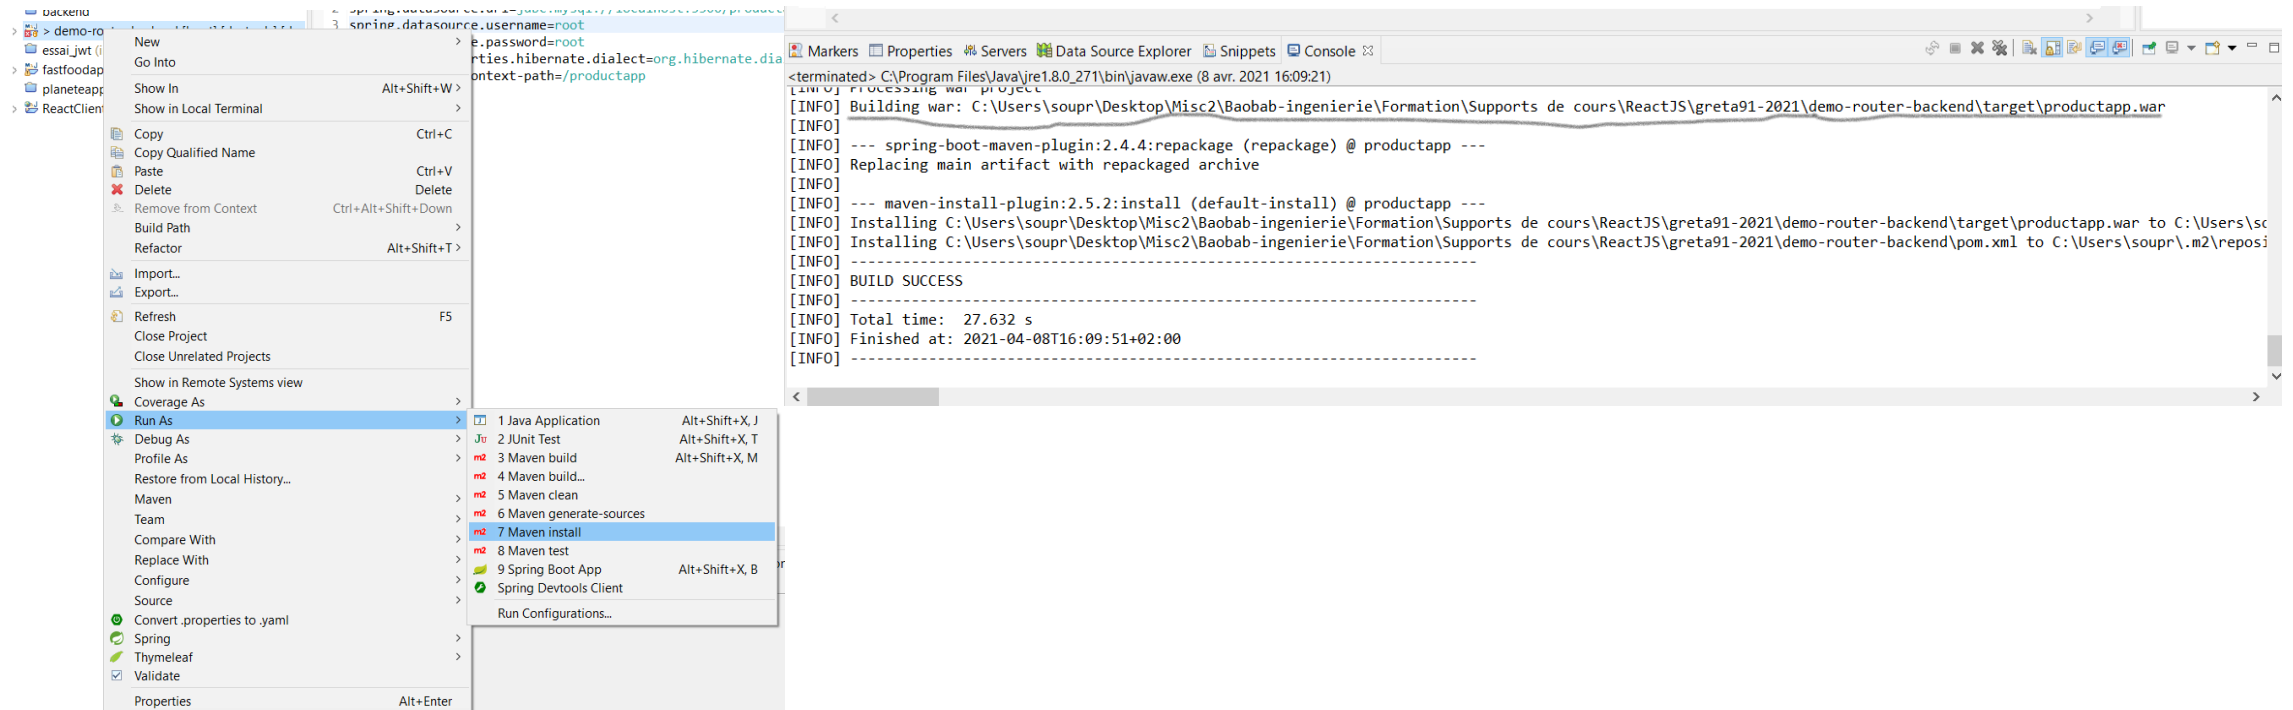 backend
> demo-ro
essai_jwt (i
fastfoodap
planeteapp
ReactClien
3 spring.datasource.username=root
e.password=root
erties.hibernate.dialect=org.hibernate.dia
ontext-path=/productapp
New
Go Into
Show In Alt+Shift+W >
Show in Local Terminal
Copy Ctrl+C
Copy Qualified Name
Paste Ctrl+V
Delete Delete
Remove from Context Ctrl+Alt+Shift+Down
Build Path
Refactor Alt+Shift+T >
Import...
Export...
Refresh F5
Close Project
Close Unrelated Projects
Show in Remote Systems view
Coverage As
Run As
Debug As
Profile As
Restore from Local History...
Maven
Team
Compare With
Replace With
Configure
Source
Convert .properties to .yaml
Spring
Thymeleaf
Validate
Properties Alt+Enter
1 Java Application Alt+Shift+X, J
2 JUnit Test Alt+Shift+X, T
3 Maven build Alt+Shift+X, M
4 Maven build...
5 Maven clean
6 Maven generate-sources
7 Maven install
8 Maven test
9 Spring Boot App Alt+Shift+X, B
Spring Devtools Client
Run Configurations...
Markers Properties Servers Data Source Explorer Snippets Console
<terminated> C:\Program Files\Java\jre1.8.0_271\bin\javaw.exe (8 avr. 2021 16:09:21)
[INFO] Processing war project
[INFO] Building war: C:\Users\soupr\Desktop\Misc2\Baobab-ingenierie\Formation\Supports de cours\ReactJS\greta91-2021\demo-router-backend\target\productapp.war
[INFO]
[INFO] --- spring-boot-maven-plugin:2.4.4:repackage (repackage) @ productapp ---
[INFO] Replacing main artifact with repackaged archive
[INFO]
[INFO] --- maven-install-plugin:2.5.2:install (default-install) @ productapp ---
[INFO] Installing C:\Users\soupr\Desktop\Misc2\Baobab-ingenierie\Formation\Supports de cours\ReactJS\greta91-2021\demo-router-backend\target\productapp.war to C:\Users\so
[INFO] Installing C:\Users\soupr\Desktop\Misc2\Baobab-ingenierie\Formation\Supports de cours\ReactJS\greta91-2021\demo-router-backend\pom.xml to C:\Users\soupr\.m2\reposi
[INFO] ------------------------------------------------------------------------
[INFO] BUILD SUCCESS
[INFO] ------------------------------------------------------------------------
[INFO] Total time:  27.632 s
[INFO] Finished at: 2021-04-08T16:09:51+02:00
[INFO] ------------------------------------------------------------------------